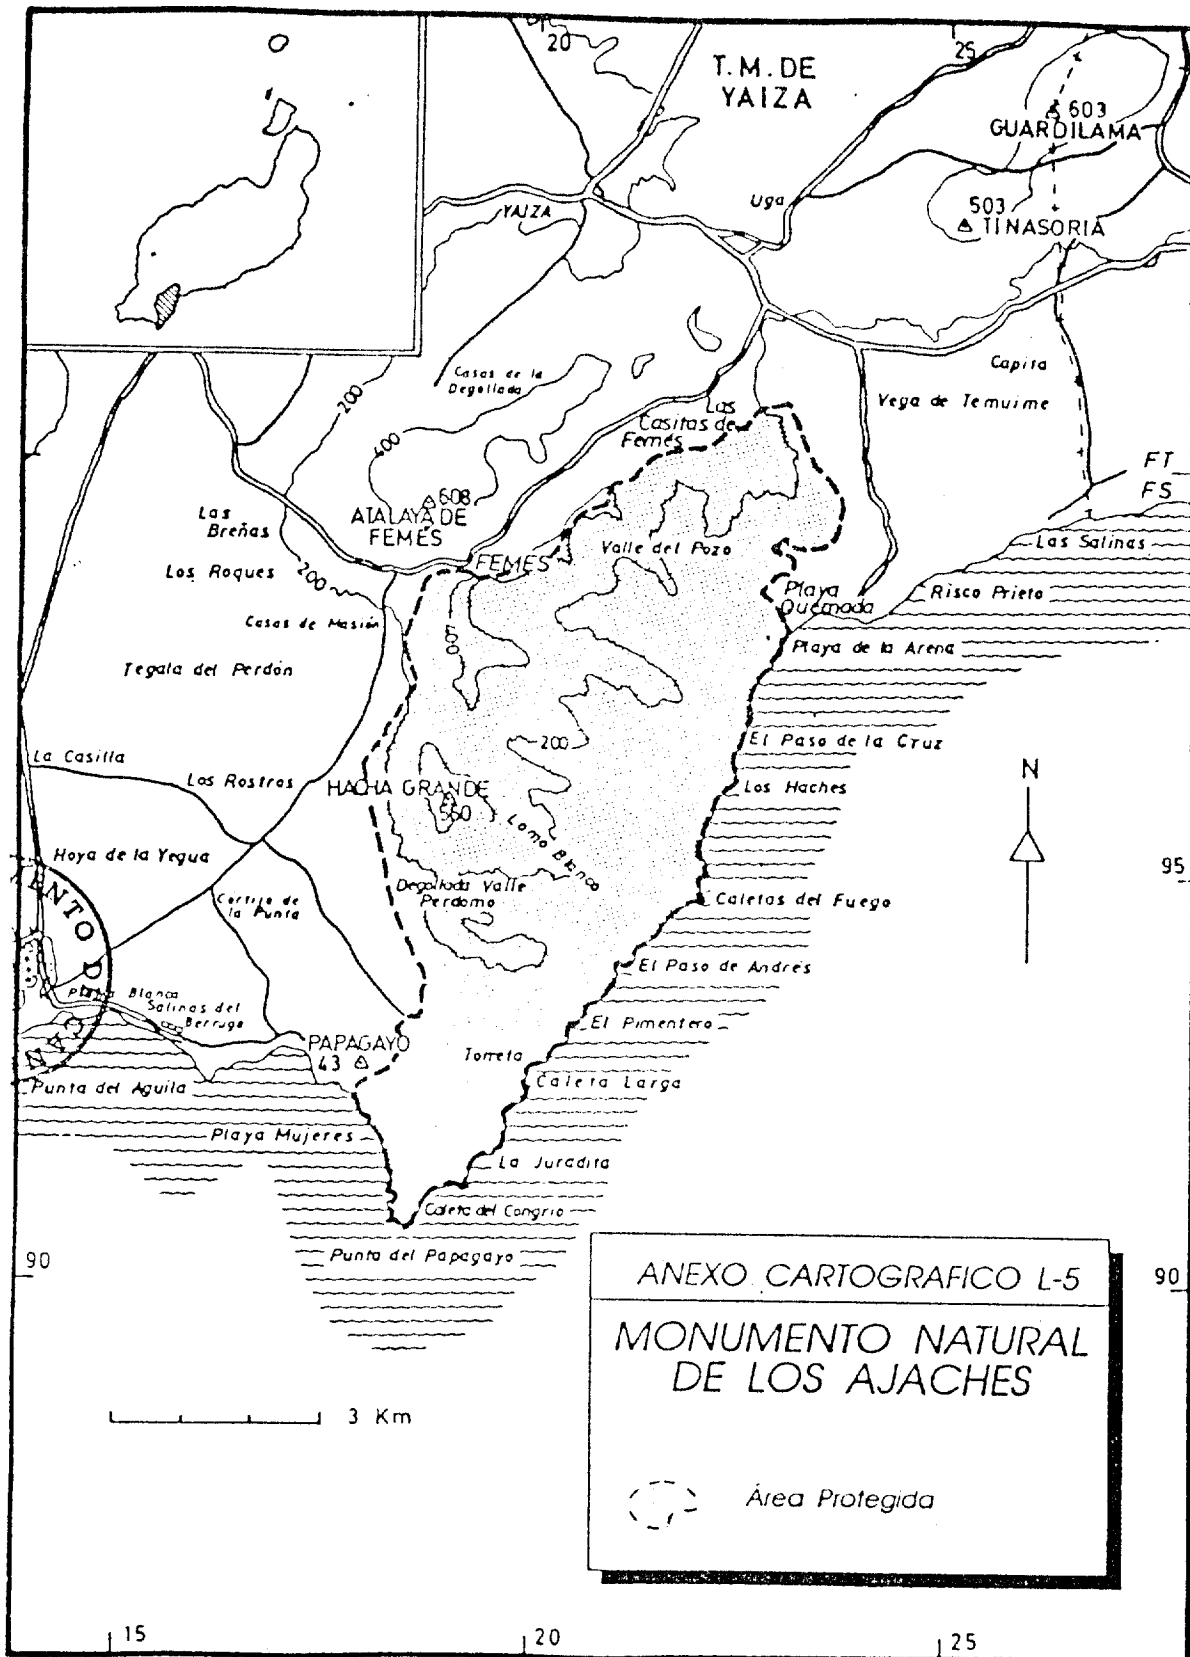 20
25
T.M. DE
YAIZA
603
GUARDILAMA
503
TINASORIA
Uga
YAIZA
Casas de la
Degollada
200
400
Capita
Vega de Temuime
Las
Casitas de
Femés
FT
FS
608
ATALAYA DE
FEMÉS
Las
Breñas
Los Roques
200
FEMÉS
Valle del Pozo
Las Salinas
Risco Prieto
Playa
Quemada
Casas de Masión
400
Playa de la Arena
Tegala del Perdón
El Paso de la Cruz
200
La Casilla
Los Rostros
HACHA GRANDE
560
Los Haches
N
Lomo Blanco
Hoya de la Yegua
95
Degollada Valle
Perdomo
Cortijo de
la Punta
Caletas del Fuego
El Paso de Andrés
Playa Blanca
Salinas del
Berrugo
El Pimentero
PAPAGAYO
43
Torreta
Caleta Larga
Punta del Aguila
Playa Mujeres
La Juradita
Caleta del Congrio
Punta del Papagayo
90
90
ANEXO CARTOGRAFICO L-5
MONUMENTO NATURAL
DE LOS AJACHES
3 Km
Área Protegida
15
20
25